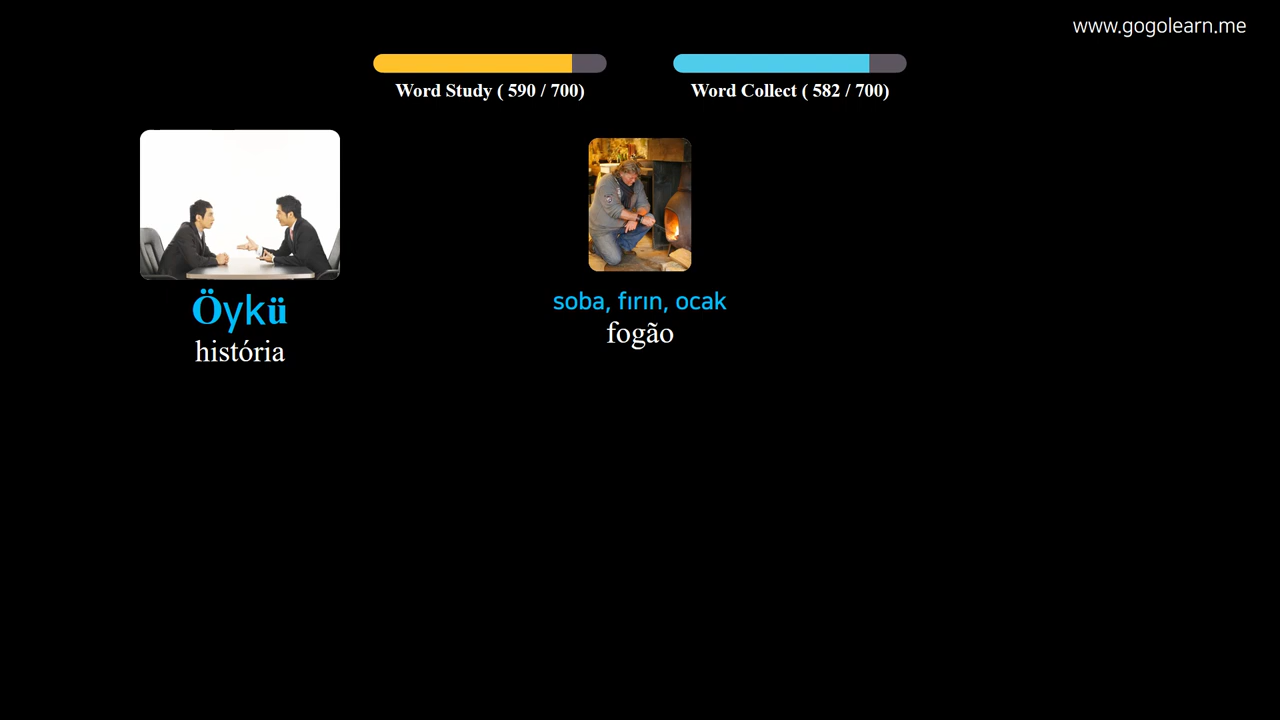 www.gogolearn.me
Word Study ( 590 / 700)
Word Collect ( 582 / 700)
Öykü
história
soba, fırın, ocak
fogão